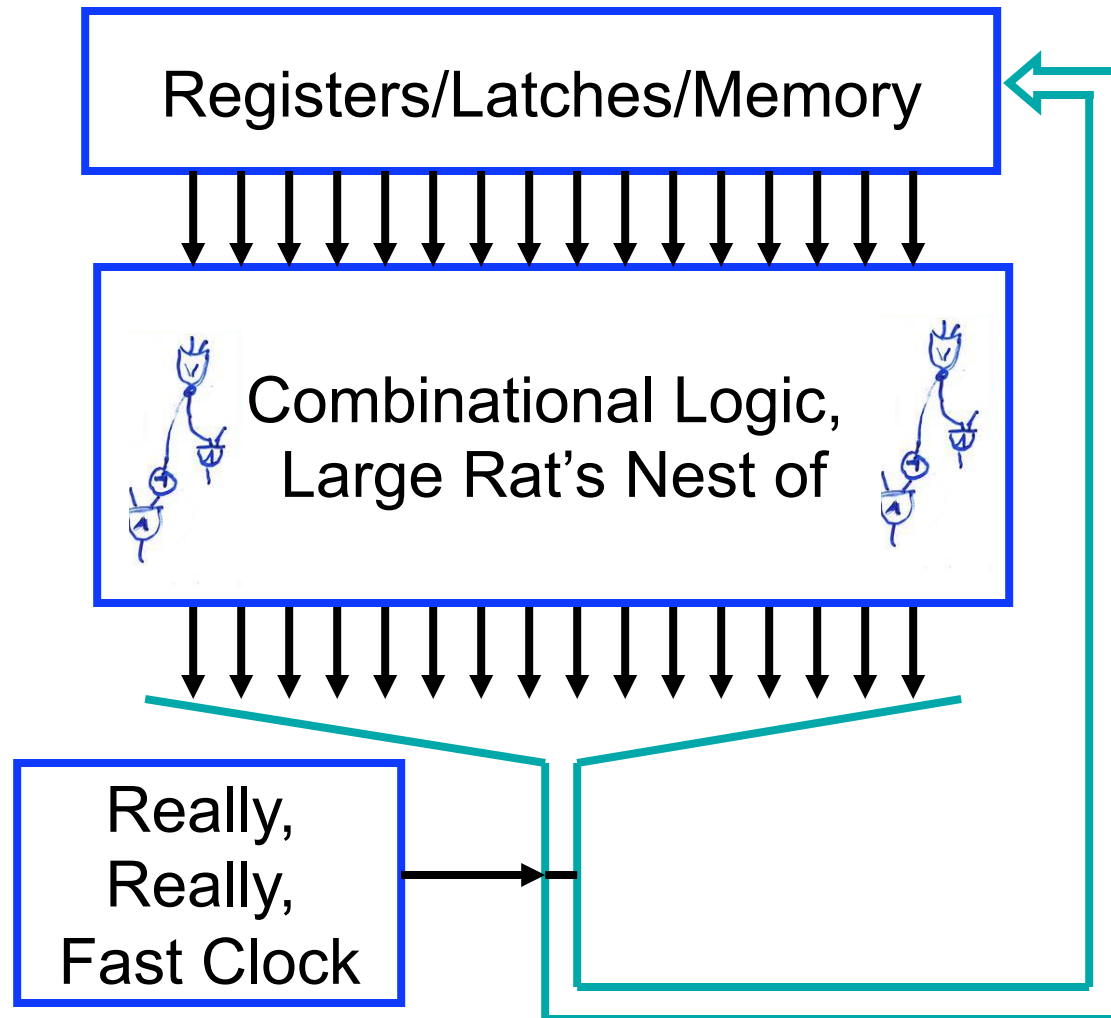 Registers/Latches/Memory
Combinational Logic,
Large Rat's Nest of
Really,
Really,
Fast Clock